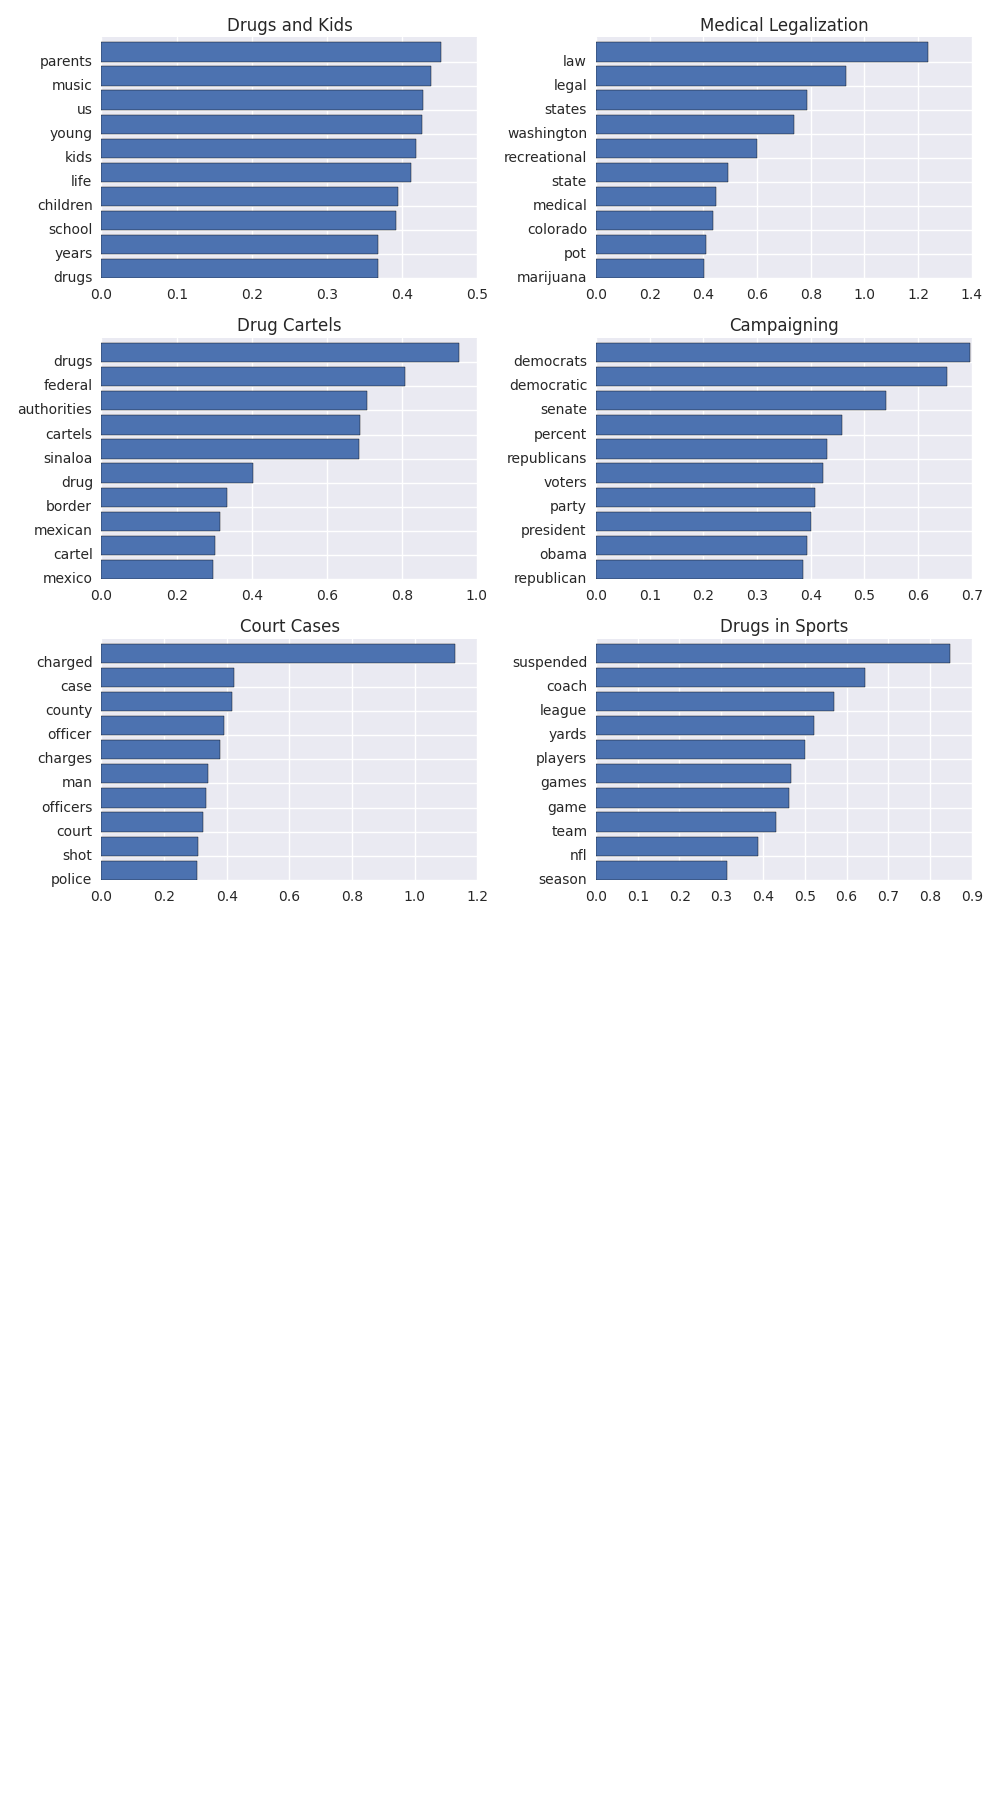 Drugs and Kids
parents
music
us
young
kids
life
children
school
years
drugs
0.0 0.1 0.2 0.3 0.4 0.5
Medical Legalization
law
legal
states
washington
recreational
state
medical
colorado
pot
marijuana
0.0 0.2 0.4 0.6 0.8 1.0 1.2 1.4
Drug Cartels
drugs
federal
authorities
cartels
sinaloa
drug
border
mexican
cartel
mexico
0.0 0.2 0.4 0.6 0.8 1.0
Campaigning
democrats
democratic
senate
percent
republicans
voters
party
president
obama
republican
0.0 0.1 0.2 0.3 0.4 0.5 0.6 0.7
Court Cases
charged
case
county
officer
charges
man
officers
court
shot
police
0.0 0.2 0.4 0.6 0.8 1.0 1.2
Drugs in Sports
suspended
coach
league
yards
players
games
game
team
nfl
season
0.0 0.1 0.2 0.3 0.4 0.5 0.6 0.7 0.8 0.9